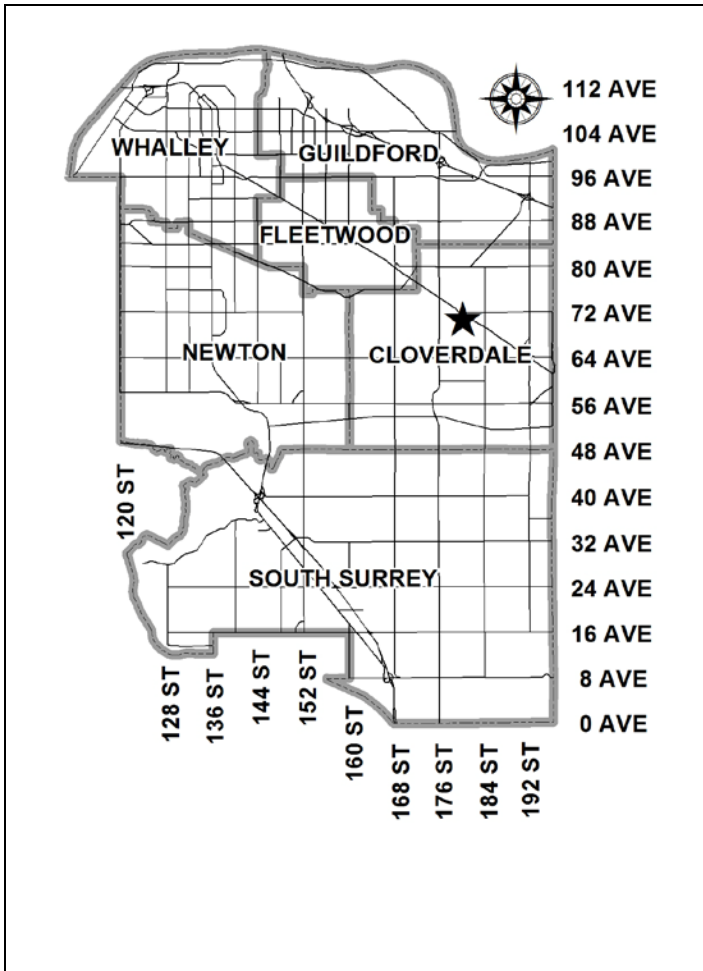 112 AVE
104 AVE
WHALLEY
GUILDFORD
96 AVE
88 AVE
FLEETWOOD
80 AVE
72 AVE
NEWTON
CLOVERDALE
64 AVE
56 AVE
48 AVE
120 ST
40 AVE
32 AVE
SOUTH SURREY
24 AVE
16 AVE
128 ST
136 ST
144 ST
152 ST
160 ST
8 AVE
0 AVE
168 ST
176 ST
184 ST
192 ST